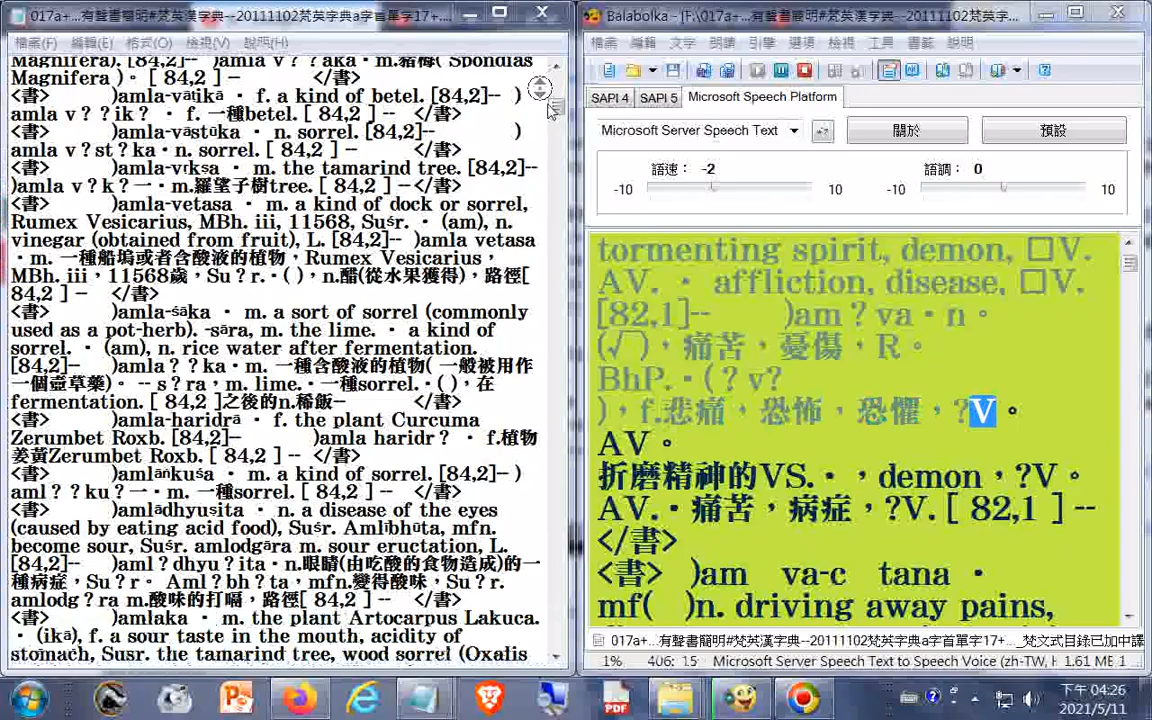 017a+...有聲書簡明#梵英漢字典--20111102梵英字典a字首單字17+...
檔案(F) 編輯(E) 格式(O) 檢視(V) 說明(H)
Magnifera). [84,2]-- )amla v? ?aka‧m.豬梅( Spondias
Magnifera )。[ 84,2 ] — </書>
<書> )amla-vāṭikā ‧ f. a kind of betel. [84,2]-- )
amla v? ?ik? ‧ f. 一種betel. [ 84,2 ] — </書>
<書> )amla-vāstūka ‧ n. sorrel. [84,2]-- )
amla v?st?ka‧n. sorrel. [ 84,2 ] — </書>
<書> )amla-vṛkṣa ‧ m. the tamarind tree. [84,2]--
)amla v?k?一‧m.羅望子樹tree. [ 84,2 ] —</書>
<書> )amla-vetasa ‧ m. a kind of dock or sorrel,
Rumex Vesicarius, MBh. iii, 11568, Suśr. ‧ (am), n.
vinegar (obtained from fruit), L. [84,2]-- )amla vetasa
‧m. 一種船塢或者含酸液的植物，Rumex Vesicarius，
MBh. iii，11568歲，Su?r.‧( )，n.醋(從水果獲得)，路徑[
84,2 ] — </書>
<書> )amla-śāka ‧ m. a sort of sorrel (commonly
used as a pot-herb). -sāra, m. the lime. ‧ a kind of
sorrel. ‧ (am), n. rice water after fermentation.
[84,2]-- )amla? ?ka‧m. 一種含酸液的植物( 一般被用作
一個壺草藥)。 -- s?ra，m. lime.‧一種sorrel.‧( )，在
fermentation. [ 84,2 ]之後的n.稀飯— </書>
<書> )amla-haridrā ‧ f. the plant Curcuma
Zerumbet Roxb. [84,2]-- )amla haridr? ‧ f.植物
姜黃Zerumbet Roxb. [ 84,2 ] — </書>
<書> )amlāṅkuśa ‧ m. a kind of sorrel. [84,2]-- )
aml? ?ku?一‧m. 一種sorrel. [ 84,2 ] — </書>
<書> )amlādhyuṣita ‧ n. a disease of the eyes
(caused by eating acid food), Suśr. Amlībhūta, mfn.
become sour, Suśr. amlodgāra m. sour eructation, L.
[84,2]-- )aml?dhyu?ita‧n.眼睛(由吃酸的食物造成)的一
種病症，Su?r。 Aml?bh?ta，mfn.變得酸味，Su?r.
amlodg?ra m.酸味的打嗝，路徑[ 84,2 ] — </書>
<書> )amlaka ‧ m. the plant Artocarpus Lakuca.
‧ (ikā), f. a sour taste in the mouth, acidity of
stomach, Susr. the tamarind tree, wood sorrel (Oxalis
Balabolka - [F:\017a+...有聲書簡明#梵英漢字典--20111102梵英字...
檔案 編輯 文字 朗讀 引擎 選項 檢視 工具 書籤 說明
SAPI 4 SAPI 5 Microsoft Speech Platform
Microsoft Server Speech Text 關於 預設
語速： -2 語調： 0
-10 10 -10 10
tormenting spirit, demon, □V.
AV. ‧ affliction, disease, □V.
[82,1]-- )am?va‧n。
(√ )，痛苦，憂傷，R。
BhP.‧(?v?
)，f.悲痛，恐怖，恐懼，?V。
AV。
折磨精神的VS.‧，demon，?V。
AV.‧痛苦，病症，?V. [ 82,1 ] --
</書>
<書> )am va-c tana ‧
mf( )n. driving away pains,
017a+...有聲書簡明#梵英漢字典--20111102梵英字典a字首單字17+..._梵文式目錄已加中譯
1% 406: 15 Microsoft Server Speech Text to Speech Voice (zh-TW, H 1.61 MB
下午 04:26
2021/5/11